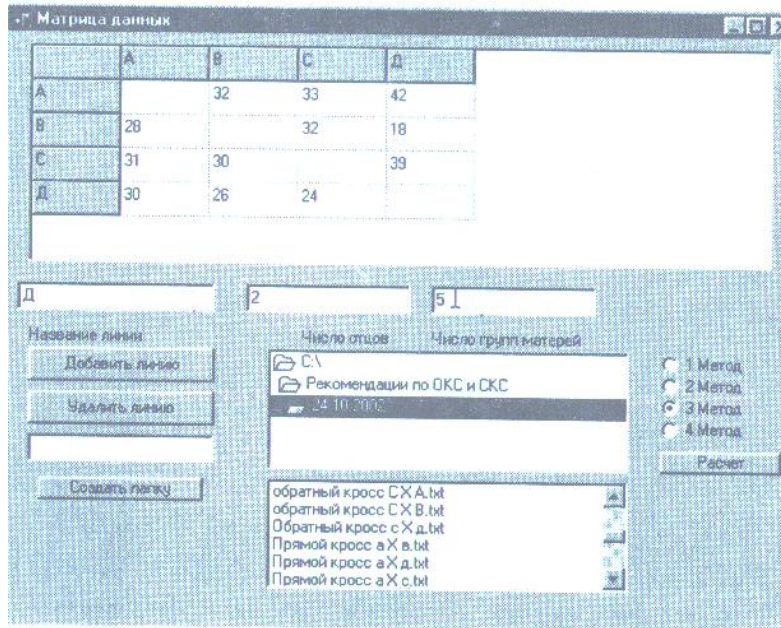 Матрица данных
А В С Д
А 32 33 42
В 28 32 18
С 31 30 39
Д 30 26 24
Д 2 5
Название линии Число отцов Число групп матерей
Добавить линию
Удалить линию
Создать папку
C:\
Рекомендации по ОКС и СКС
24.10.2002
1 Метод
2 Метод
3 Метод
4 Метод
Расчет
обратный кросс С Х А.txt
обратный кросс С Х В.txt
Обратный кросс с Х д.txt
Прямой кросс а Х в.txt
Прямой кросс а Х д.txt
Прямой кросс а Х с.txt